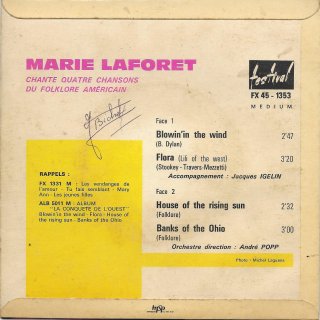 MARIE LAFORET
CHANTE QUATRE CHANSONS
DU FOLKLORE AMÉRICAIN
festival
FX 45 - 1353
MEDIUM
Face 1
Blowin'in the wind 2'47
(B. Dylan)
Flora (Lili of the west) 3'20
(Stookey - Travers-Mezzetti)
Accompagnement : Jacques IGELIN
Face 2
House of the rising sun 2'32
(Folklore)
Banks of the Ohio 3'00
(Folklore)
Orchestre direction : André POPP
RAPPELS :
FX 1331 M : Les vendanges de
l'amour - Tu fais semblant - Mary
Ann - Les jeunes filles
ALB 5011 M : ALBUM
"LA CONQUETE DE L'OUEST"
Blowin'in the wind - Flora - House of
the rising sun - Banks of the Ohio
Photo - Michel Laguens